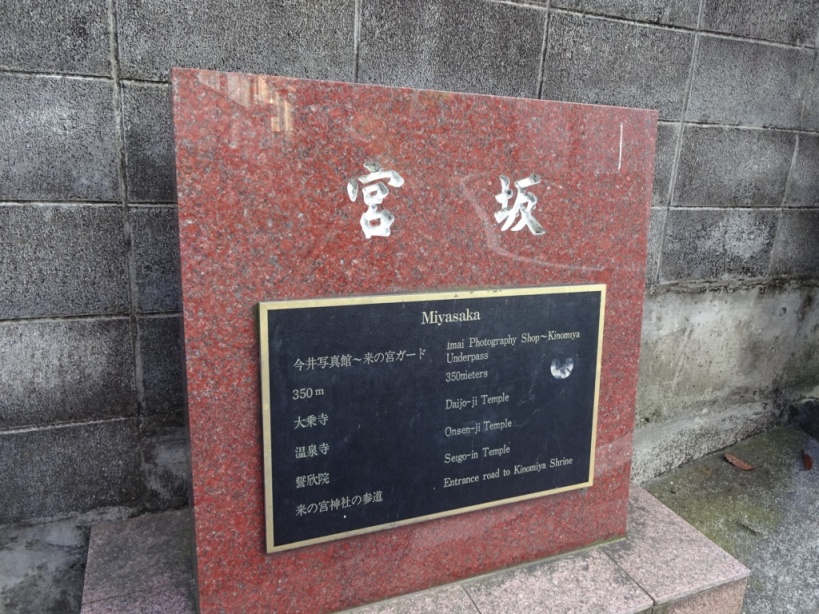 宮坂
Miyasaka
今井写真館～来の宮ガード
imai Photography Shop～Kinomiya
Underpass
350m
350meters
大乗寺
Daijo-ji Temple
温泉寺
Onsen-ji Temple
誓欣院
Seigo-in Temple
来の宮神社の参道
Entrance road to Kinomiya Shrine